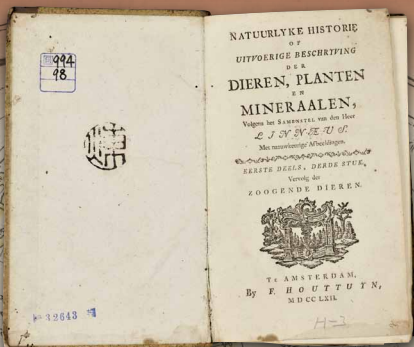 994
98
32643
NATUURLYKE HISTORIE
OF
UITVOERIGE BESCHRYVING
DER
DIEREN, PLANTEN
EN
MINERAALEN,
Volgens het SAMENSTEL van den Heer
LINNÆUS.
Met naauwkeurige Afbeeldingen.
EERSTE DEELS, DERDE STUK,
Vervolg der
ZOOGENDE DIEREN.
Te AMSTERDAM,
By F. HOUTTUYN,
MDCCLXII.
H-3